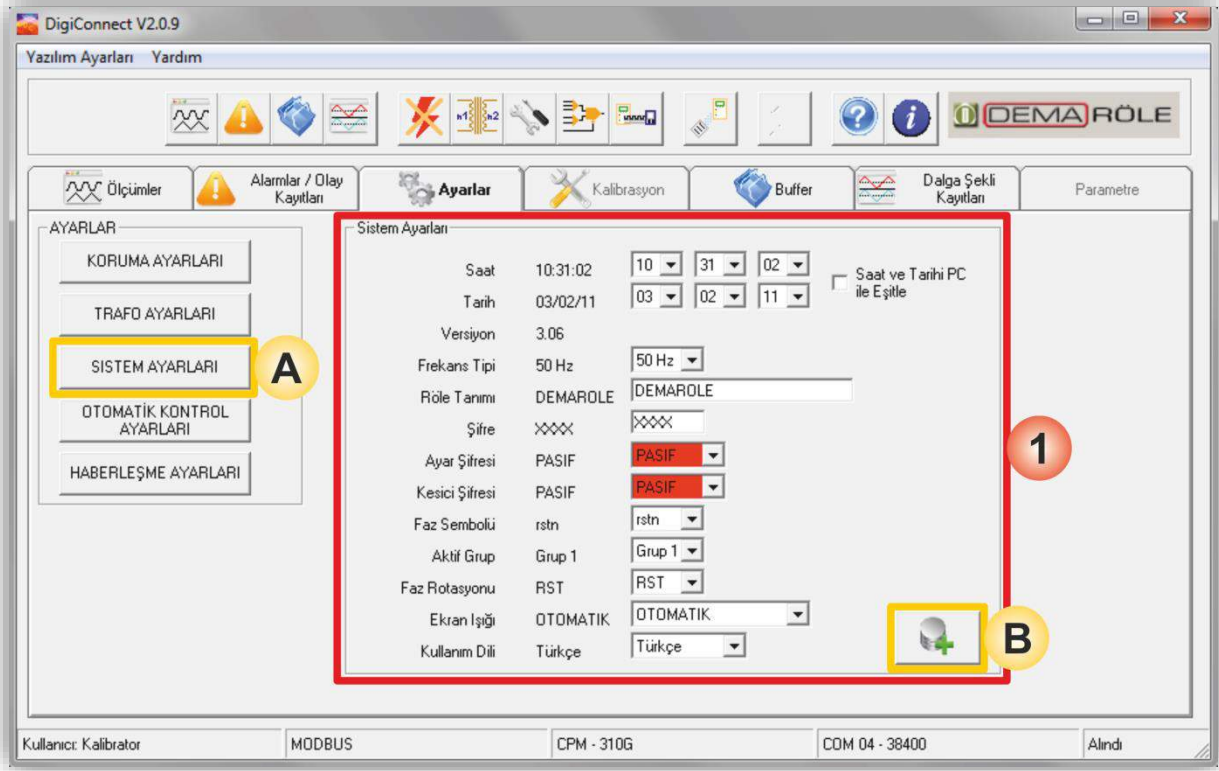 DigiConnect V2.0.9
Yazılım Ayarları Yardım
n1 n2
DEMA RÖLE
Ölçümler
Alarmlar / Olay
Kayıtları
Ayarlar
Kalibrasyon
Buffer
Dalga Şekli
Kayıtları
Parametre
AYARLAR
KORUMA AYARLARI
TRAFO AYARLARI
SISTEM AYARLARI
A
OTOMATİK KONTROL
AYARLARI
HABERLEŞME AYARLARI
Sistem Ayarları
Saat 10:31:02 10 31 02
Saat ve Tarihi PC
ile Eşitle
Tarih 03/02/11 03 02 11
Versiyon 3.06
Frekans Tipi 50 Hz 50 Hz
Röle Tanımı DEMAROLE DEMAROLE
Şifre XXXX XXXX
Ayar Şifresi PASIF PASIF
Kesici Şifresi PASIF PASIF
Faz Sembolü rstn rstn
Aktif Grup Grup 1 Grup 1
Faz Rotasyonu RST RST
Ekran Işığı OTOMATIK OTOMATIK
Kullanım Dili Türkçe Türkçe
1
B
Kullanıcı: Kalibrator MODBUS CPM - 310G COM 04 - 38400 Alındı